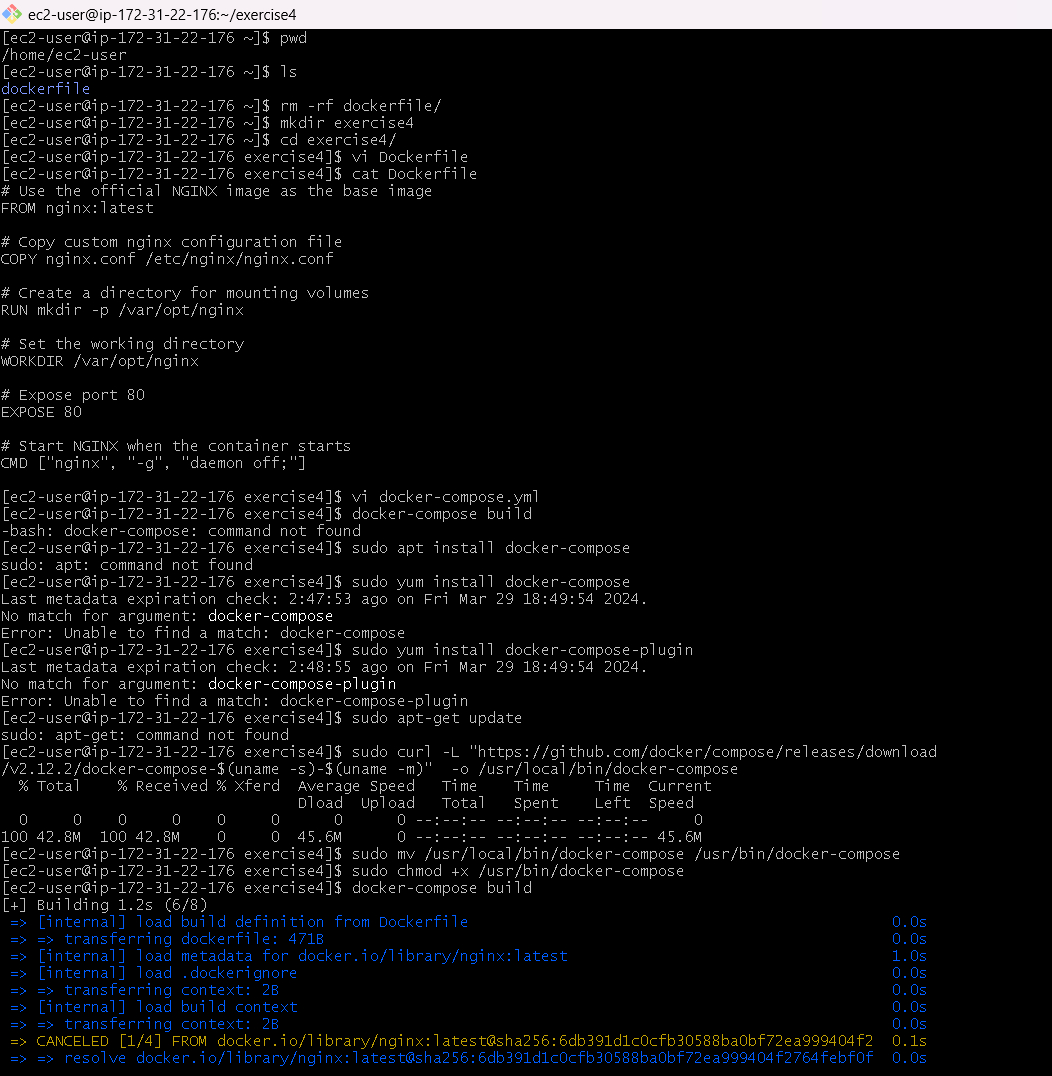 ec2-user@ip-172-31-22-176:~/exercise4
[ec2-user@ip-172-31-22-176 ~]$ pwd
/home/ec2-user
[ec2-user@ip-172-31-22-176 ~]$ ls
dockerfile
[ec2-user@ip-172-31-22-176 ~]$ rm -rf dockerfile/
[ec2-user@ip-172-31-22-176 ~]$ mkdir exercise4
[ec2-user@ip-172-31-22-176 ~]$ cd exercise4/
[ec2-user@ip-172-31-22-176 exercise4]$ vi Dockerfile
[ec2-user@ip-172-31-22-176 exercise4]$ cat Dockerfile
# Use the official NGINX image as the base image
FROM nginx:latest

# Copy custom nginx configuration file
COPY nginx.conf /etc/nginx/nginx.conf

# Create a directory for mounting volumes
RUN mkdir -p /var/opt/nginx

# Set the working directory
WORKDIR /var/opt/nginx

# Expose port 80
EXPOSE 80

# Start NGINX when the container starts
CMD ["nginx", "-g", "daemon off;"]

[ec2-user@ip-172-31-22-176 exercise4]$ vi docker-compose.yml
[ec2-user@ip-172-31-22-176 exercise4]$ docker-compose build
-bash: docker-compose: command not found
[ec2-user@ip-172-31-22-176 exercise4]$ sudo apt install docker-compose
sudo: apt: command not found
[ec2-user@ip-172-31-22-176 exercise4]$ sudo yum install docker-compose
Last metadata expiration check: 2:47:53 ago on Fri Mar 29 18:49:54 2024.
No match for argument: docker-compose
Error: Unable to find a match: docker-compose
[ec2-user@ip-172-31-22-176 exercise4]$ sudo yum install docker-compose-plugin
Last metadata expiration check: 2:48:55 ago on Fri Mar 29 18:49:54 2024.
No match for argument: docker-compose-plugin
Error: Unable to find a match: docker-compose-plugin
[ec2-user@ip-172-31-22-176 exercise4]$ sudo apt-get update
sudo: apt-get: command not found
[ec2-user@ip-172-31-22-176 exercise4]$ sudo curl -L "https://github.com/docker/compose/releases/download
/v2.12.2/docker-compose-$(uname -s)-$(uname -m)"  -o /usr/local/bin/docker-compose
  % Total    % Received % Xferd  Average Speed   Time    Time     Time  Current
                                 Dload  Upload   Total   Spent    Left  Speed
  0     0    0     0    0     0      0      0 --:--:-- --:--:-- --:--:--     0
100 42.8M  100 42.8M    0     0  45.6M      0 --:--:-- --:--:-- --:--:-- 45.6M
[ec2-user@ip-172-31-22-176 exercise4]$ sudo mv /usr/local/bin/docker-compose /usr/bin/docker-compose
[ec2-user@ip-172-31-22-176 exercise4]$ sudo chmod +x /usr/bin/docker-compose
[ec2-user@ip-172-31-22-176 exercise4]$ docker-compose build
[+] Building 1.2s (6/8)
 => [internal] load build definition from Dockerfile 0.0s
 => => transferring dockerfile: 471B 0.0s
 => [internal] load metadata for docker.io/library/nginx:latest 1.0s
 => [internal] load .dockerignore 0.0s
 => => transferring context: 2B 0.0s
 => [internal] load build context 0.0s
 => => transferring context: 2B 0.0s
 => CANCELED [1/4] FROM docker.io/library/nginx:latest@sha256:6db391d1c0cfb30588ba0bf72ea999404f2 0.1s
 => => resolve docker.io/library/nginx:latest@sha256:6db391d1c0cfb30588ba0bf72ea999404f2764febf0f 0.0s